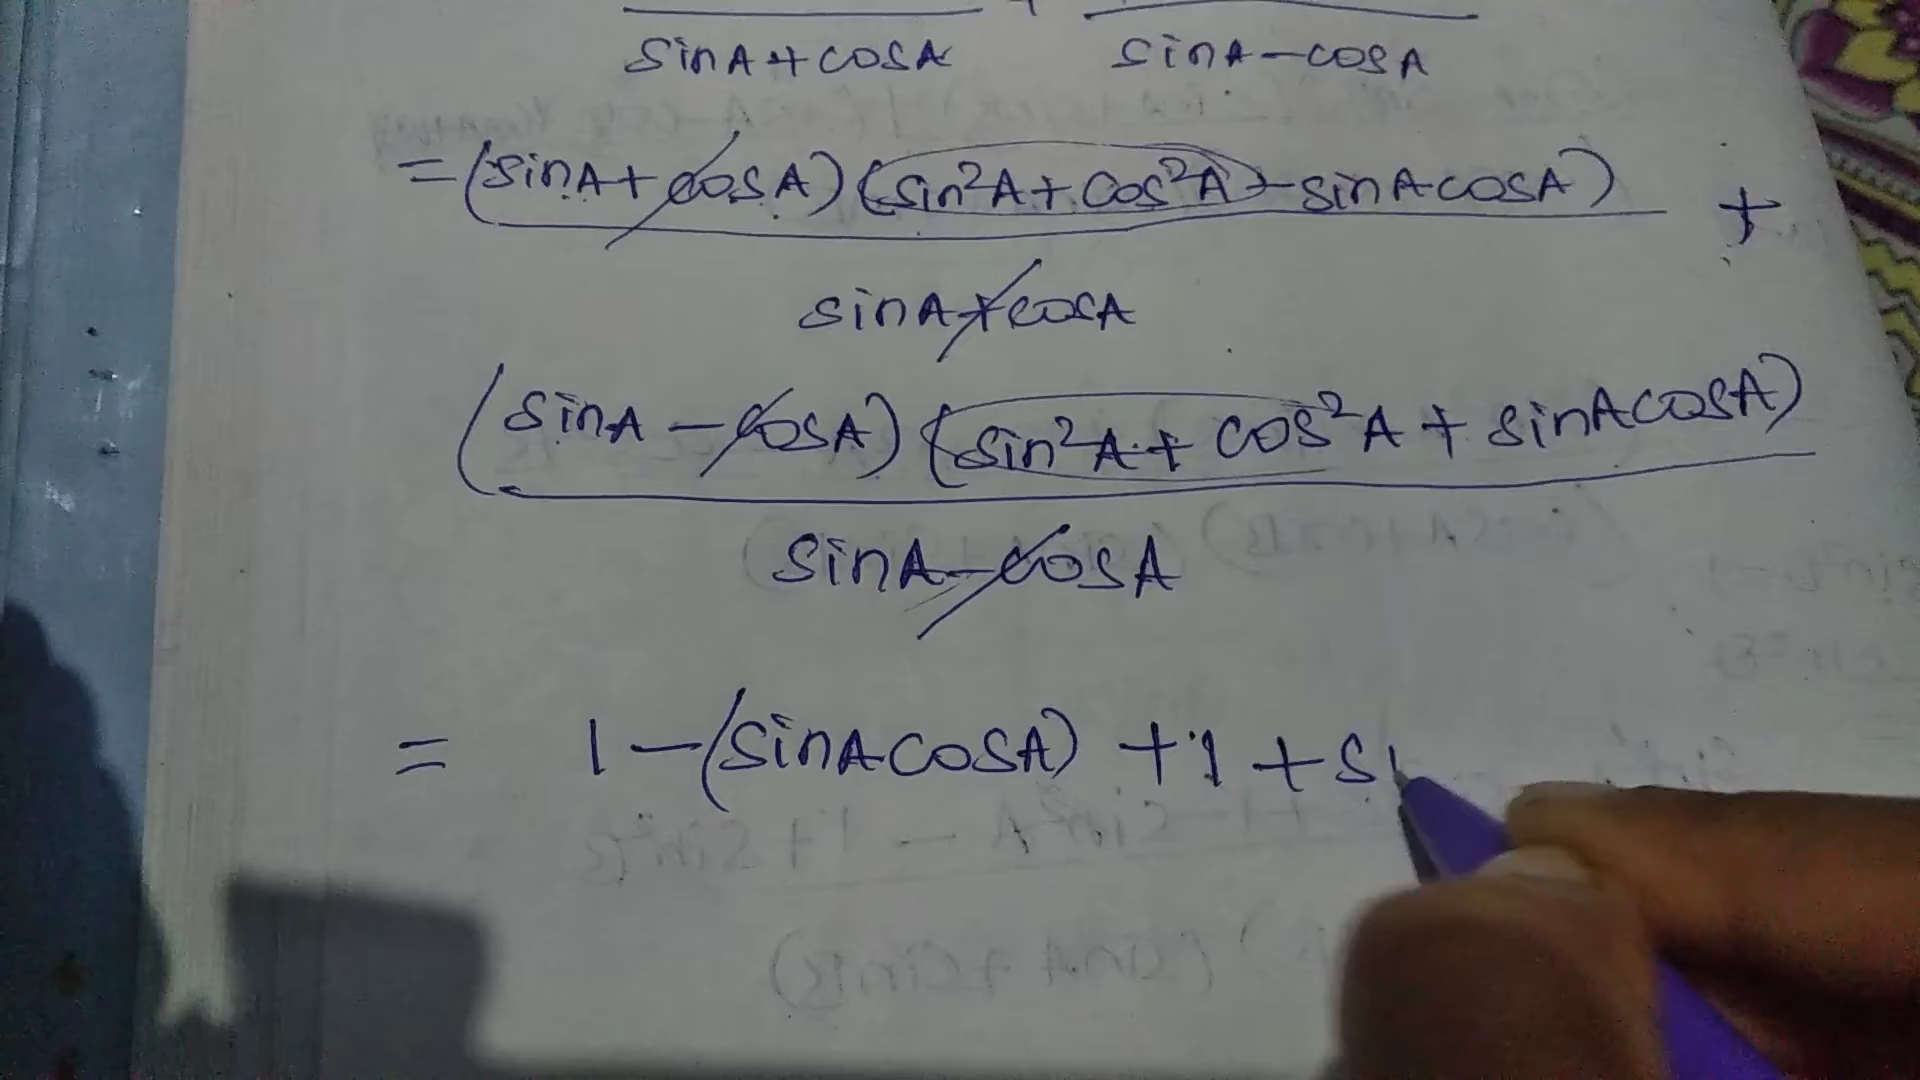 sinA+cosA sinA-cosA
=(sinA+cosA)(sin²A+cos²A-sinAcosA) +
sinA+cosA
(sinA-cosA)(sin²A+cos²A+sinAcosA)
sinA-cosA
= 1-(sinAcosA)+1+si